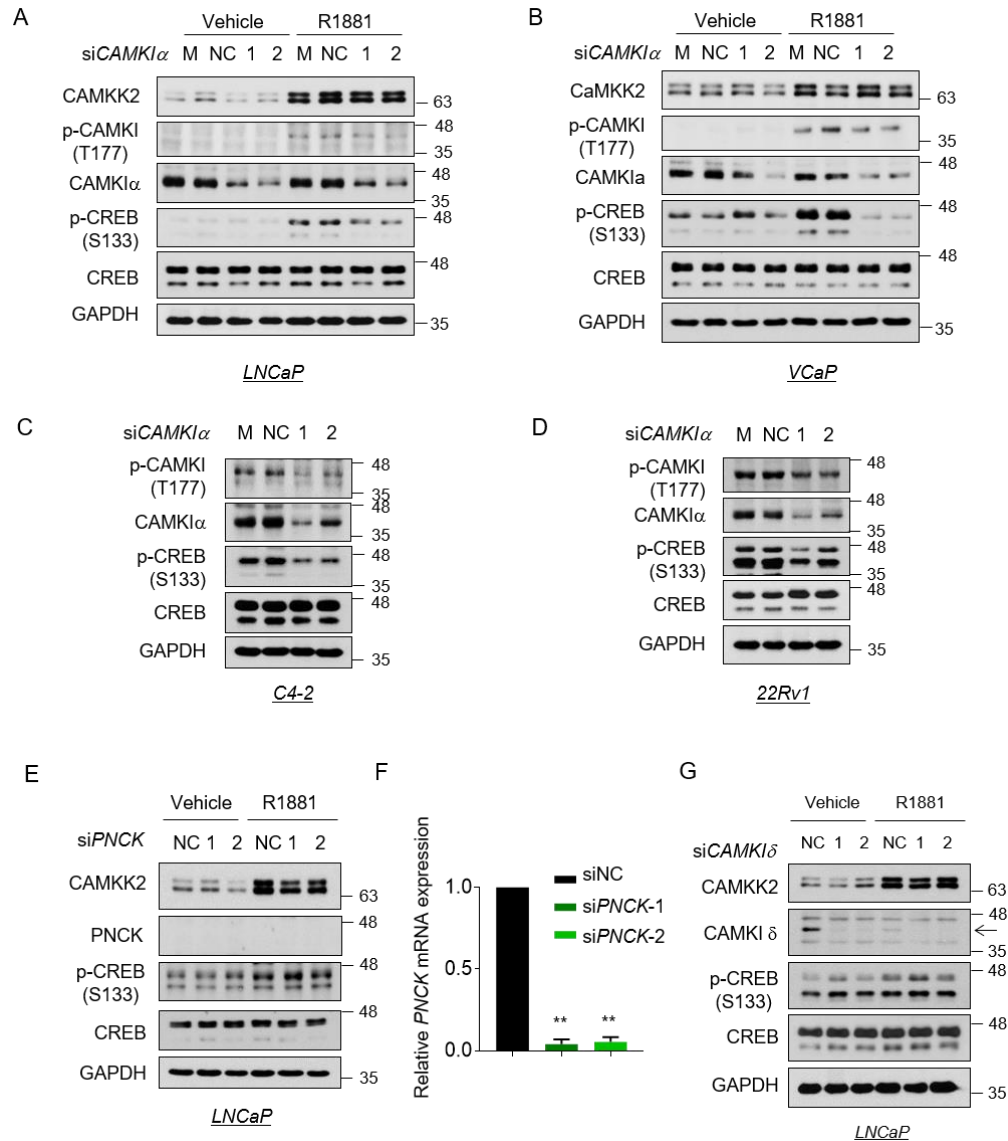 A
Vehicle R1881
siCAMKIα M NC 1 2 M NC 1 2
CAMKK2 63
p-CAMKI (T177) 48 35
CAMKIα 48 35
p-CREB (S133) 48
CREB 48
GAPDH 35
LNCaP
B
Vehicle R1881
siCAMKIα M NC 1 2 M NC 1 2
CaMKK2 63
p-CAMKI (T177) 35
CAMKIa 48 35
p-CREB (S133) 48
CREB 48
GAPDH 35
VCaP
C
siCAMKIα M NC 1 2
p-CAMKI (T177) 48 35
CAMKIα 48 35
p-CREB (S133) 48 35
CREB 48
GAPDH 35
C4-2
D
siCAMKIα M NC 1 2
p-CAMKI (T177) 48
CAMKIα 48 35
p-CREB (S133) 48 35
CREB 48
GAPDH 35
22Rv1
E
Vehicle R1881
siPNCK NC 1 2 NC 1 2
CAMKK2 63
PNCK
p-CREB (S133) 48
CREB 48
GAPDH 35
LNCaP
F
Relative PNCK mRNA expression
1.0
0.5
0.0
siNC
siPNCK-1
siPNCK-2
** **
G
Vehicle R1881
siCAMKIδ NC 1 2 NC 1 2
CAMKK2 63
CAMKI δ 48 ← 35
p-CREB (S133) 48 35
CREB 48
GAPDH 35
LNCaP